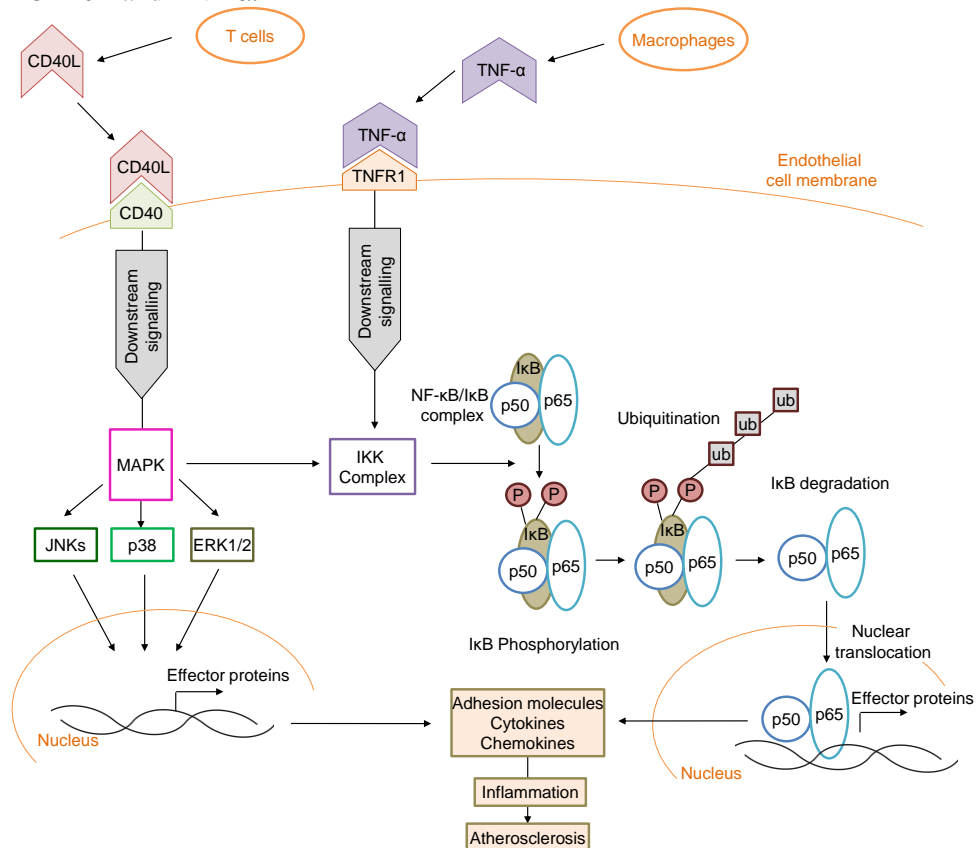 T cells
Macrophages
CD40L
TNF-α
TNF-α
CD40L
TNFR1
CD40
Endothelial
cell membrane
Downstream
signalling
Downstream
signalling
NF-κB/IκB
complex
IκB
p50
p65
Ubiquitination
ub
ub
ub
MAPK
IKK
Complex
P
P
P
P
IκB degradation
JNKs
p38
ERK1/2
IκB
p50
p65
IκB
p50
p65
p50
p65
IκB Phosphorylation
Nuclear
translocation
Effector proteins
Nucleus
Adhesion molecules
Cytokines
Chemokines
p50
p65
Effector proteins
Nucleus
Inflammation
Atherosclerosis